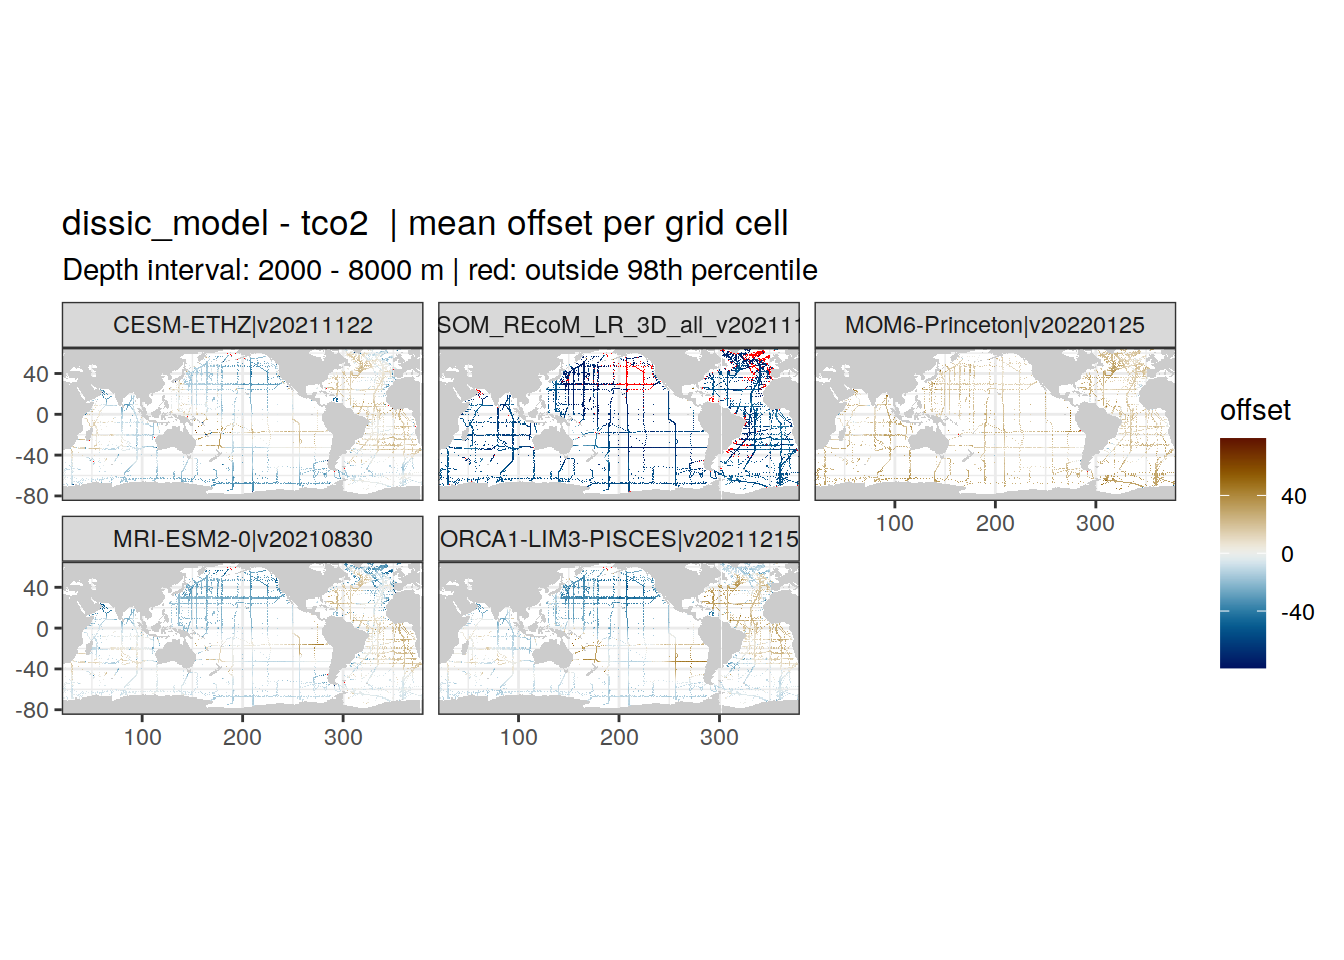 dissic_model - tco2 | mean offset per grid cell
Depth interval: 2000 - 8000 m | red: outside 98th percentile
CESM-ETHZ|v20211122
SOM_REcoM_LR_3D_all_v202111
MOM6-Princeton|v20220125
40
0
-40
-80
100
200
300
MRI-ESM2-0|v20210830
ORCA1-LIM3-PISCES|v20211215
40
0
-40
-80
100
200
300
100
200
300
offset
40
0
-40